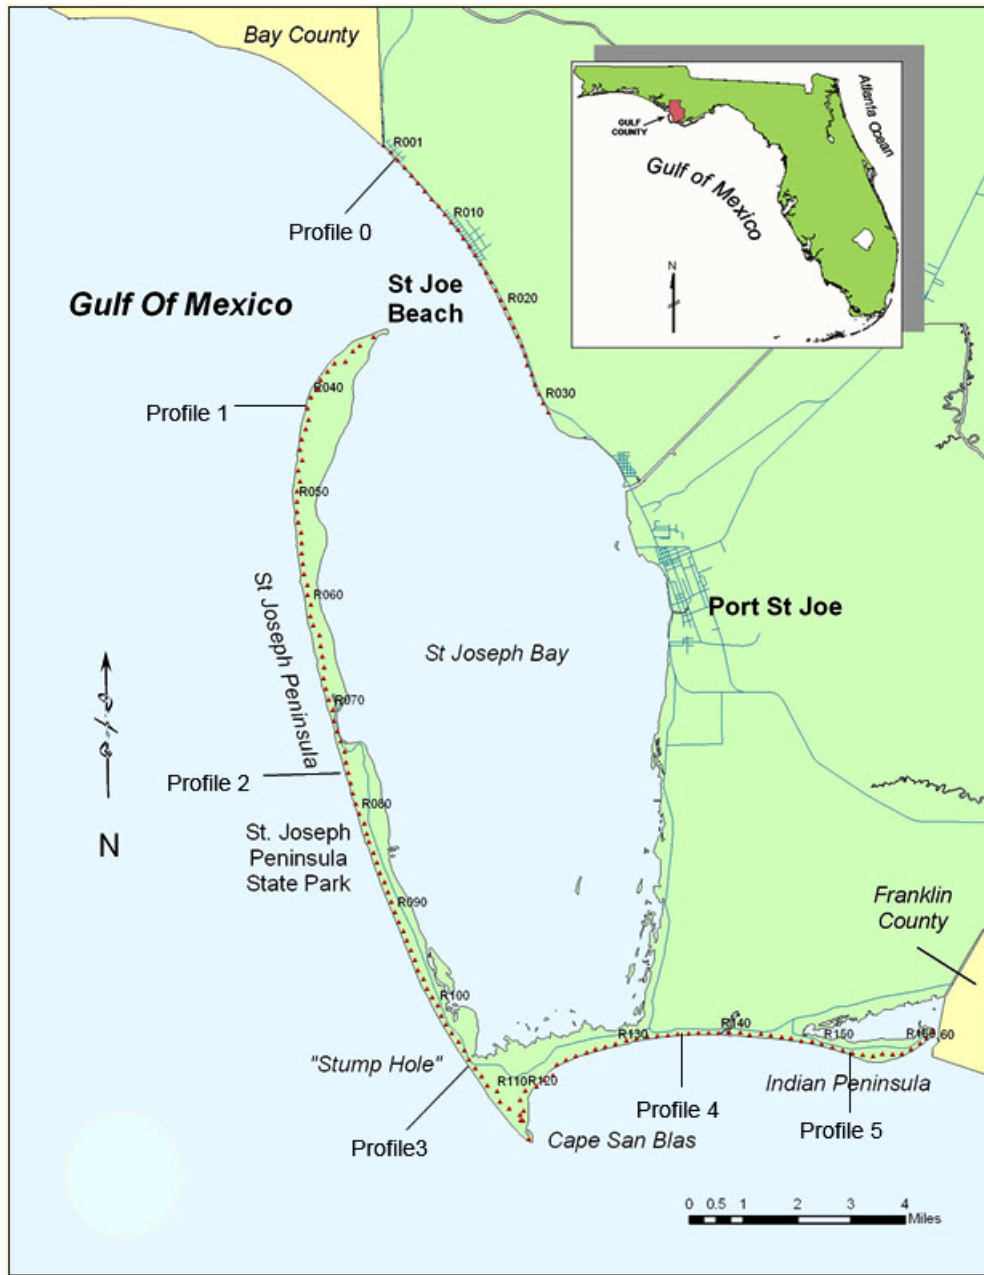 Bay County
R001
Profile 0
R010
Gulf Of Mexico
St Joe
Beach
R020
R030
R040
Profile 1
R050
R060
St Joseph Peninsula
R070
Profile 2
R080
St. Joseph
Peninsula
State Park
R090
R100
"Stump Hole"
Profile3
R110
R120
Cape San Blas
R130
Profile 4
R140
R150
Profile 5
Indian Peninsula
R159
60
St Joseph Bay
Port St Joe
Franklin
County
N
GULF
COUNTY
Gulf of Mexico
Atlanta Ocean
N
0 0.5 1 2 3 4
Miles